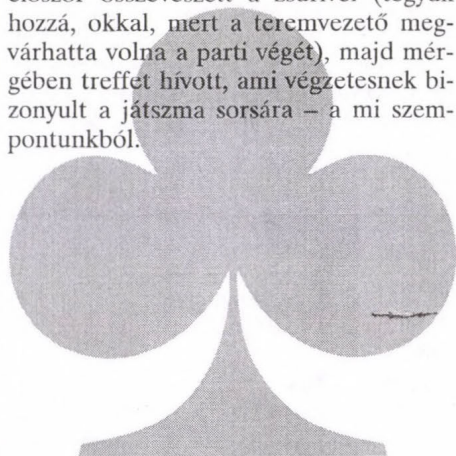 először összeveszett a zsűrivel (tegyük
hozzá, okkal, mert a teremvezető meg-
várhatta volna a parti végét), majd mér-
gében treffet hívott, ami végzetesnek bi-
zonyult a játszma sorsára – a mi szem-
pontunkból.